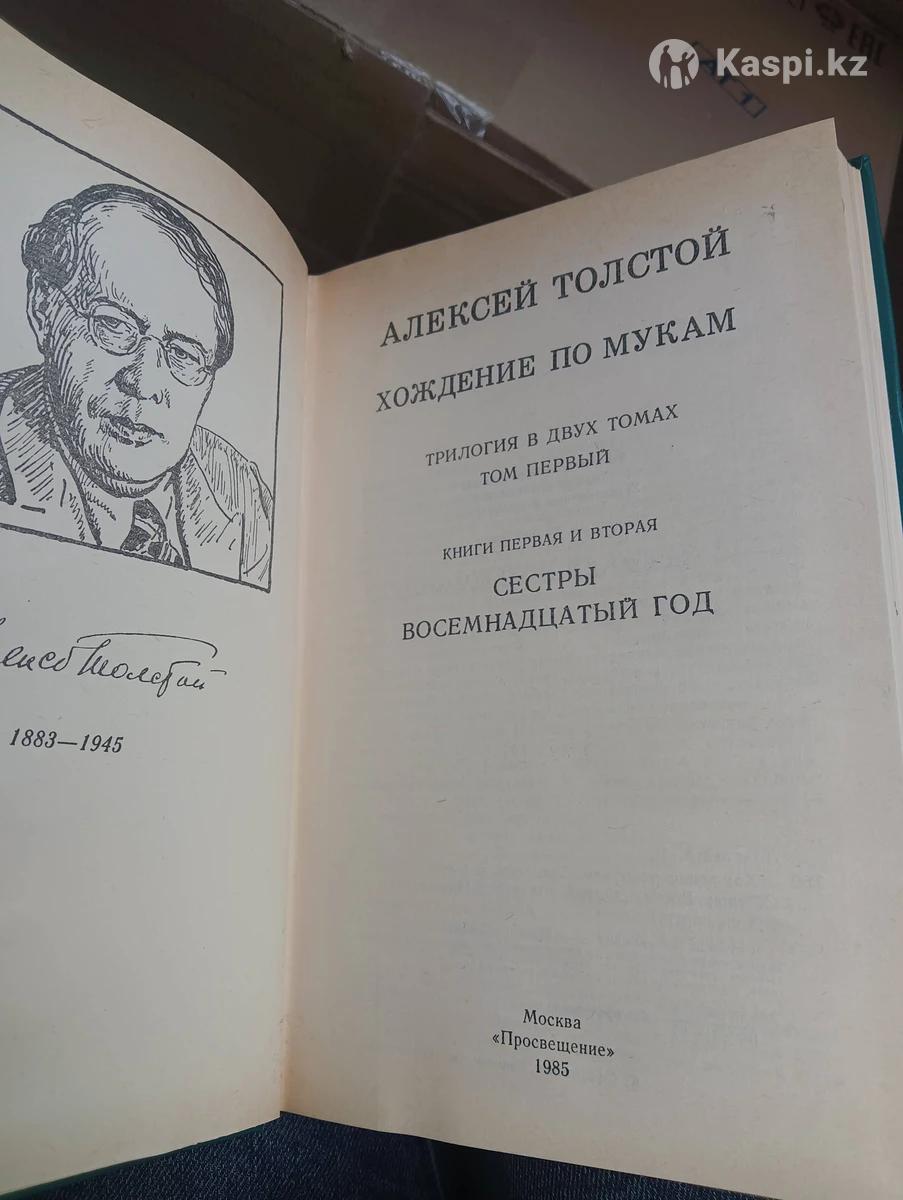 Kaspi.kz
АЛЕКСЕЙ ТОЛСТОЙ
ХОЖДЕНИЕ ПО МУКАМ
ТРИЛОГИЯ В ДВУХ ТОМАХ
ТОМ ПЕРВЫЙ
КНИГИ ПЕРВАЯ И ВТОРАЯ
СЕСТРЫ
ВОСЕМНАДЦАТЫЙ ГОД
Москва
«Просвещение»
1985
Толстой
1883—1945